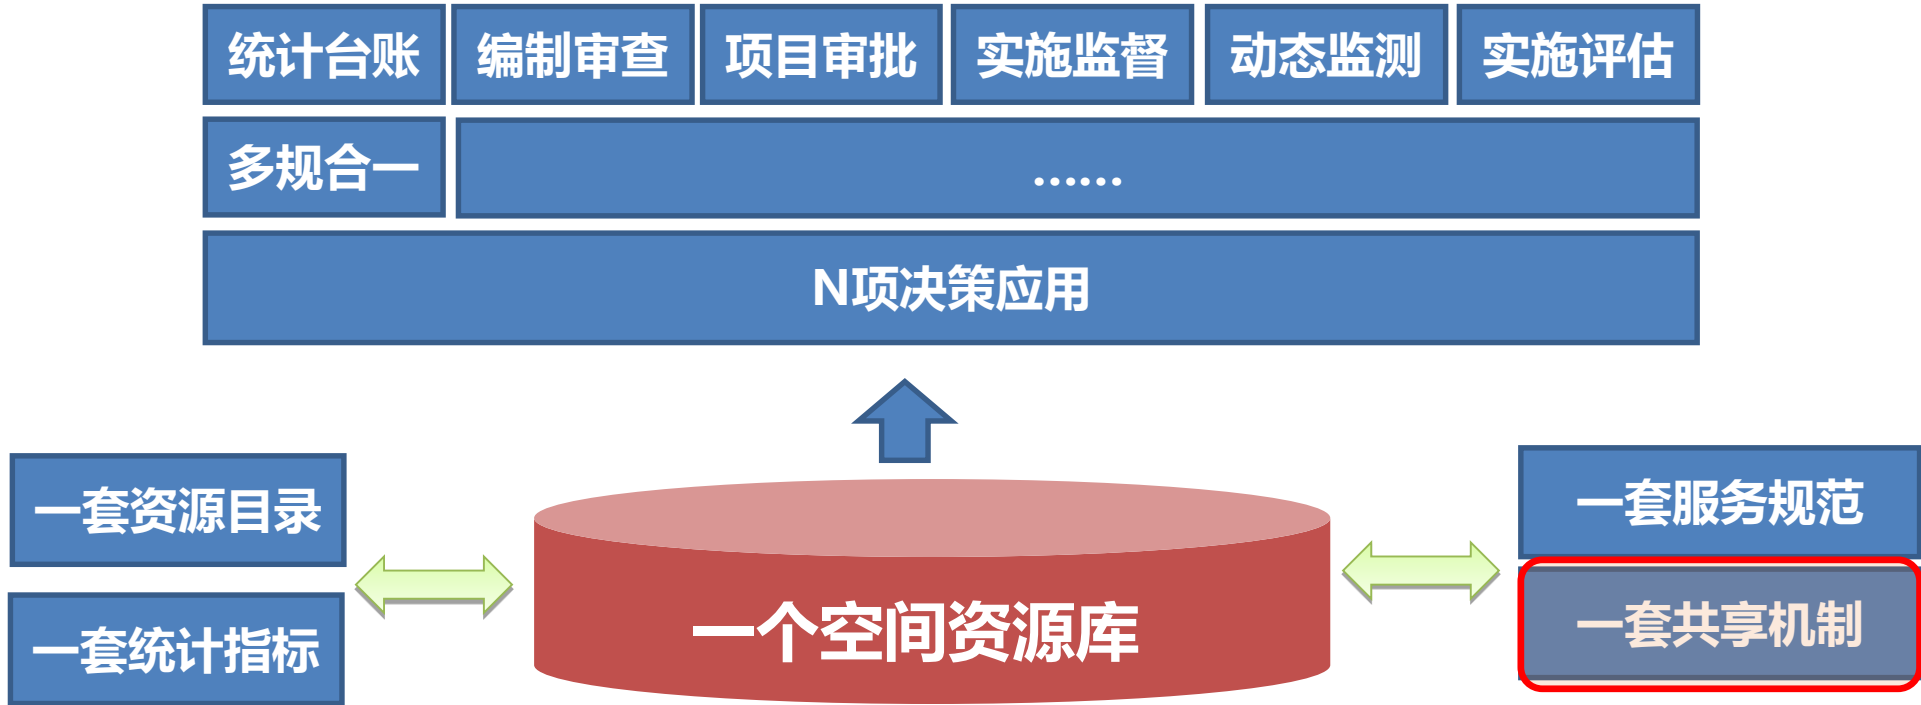 统计台账 编制审查 项目审批 实施监督 动态监测 实施评估
多规合一 ……
N项决策应用
一套资源目录
一套统计指标
一个空间资源库
一套服务规范
一套共享机制